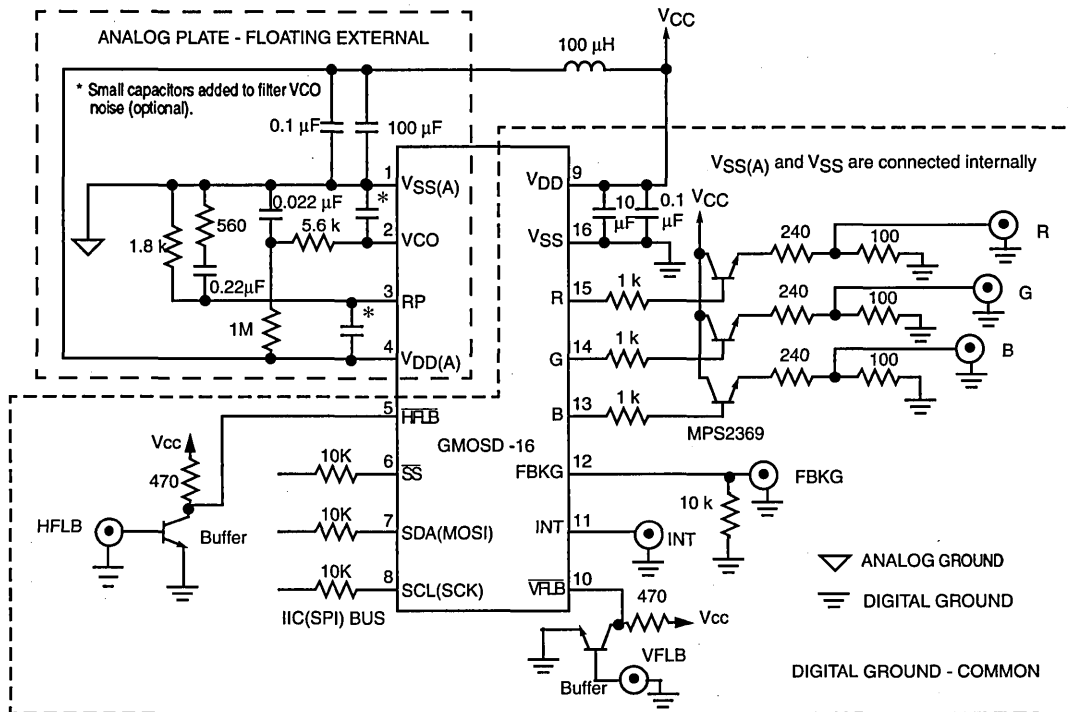 ANALOG PLATE - FLOATING EXTERNAL
* Small capacitors added to filter VCO
noise (optional).
0.1 µF
100 µF
100 µH
VCC
VSS(A) and VSS are connected internally
1
VSS(A)
0.022 µF
*
560
1.8 k
5.6 k
2
VCO
0.22µF
3
RP
*
1M
4
VDD(A)
5
HFLB
GMOSD -16
6
SS
10K
7
SDA(MOSI)
10K
8
SCL(SCK)
10K
IIC(SPI) BUS
Vcc
470
HFLB
Buffer
VDD
9
10
µF
0.1
µF
VSS
16
VCC
R
15
1 k
240
100
R
G
14
1 k
240
100
G
B
13
1 k
240
100
B
MPS2369
FBKG
12
FBKG
10 k
INT
11
INT
VFLB
10
470
Vcc
VFLB
Buffer
ANALOG GROUND
DIGITAL GROUND
DIGITAL GROUND - COMMON